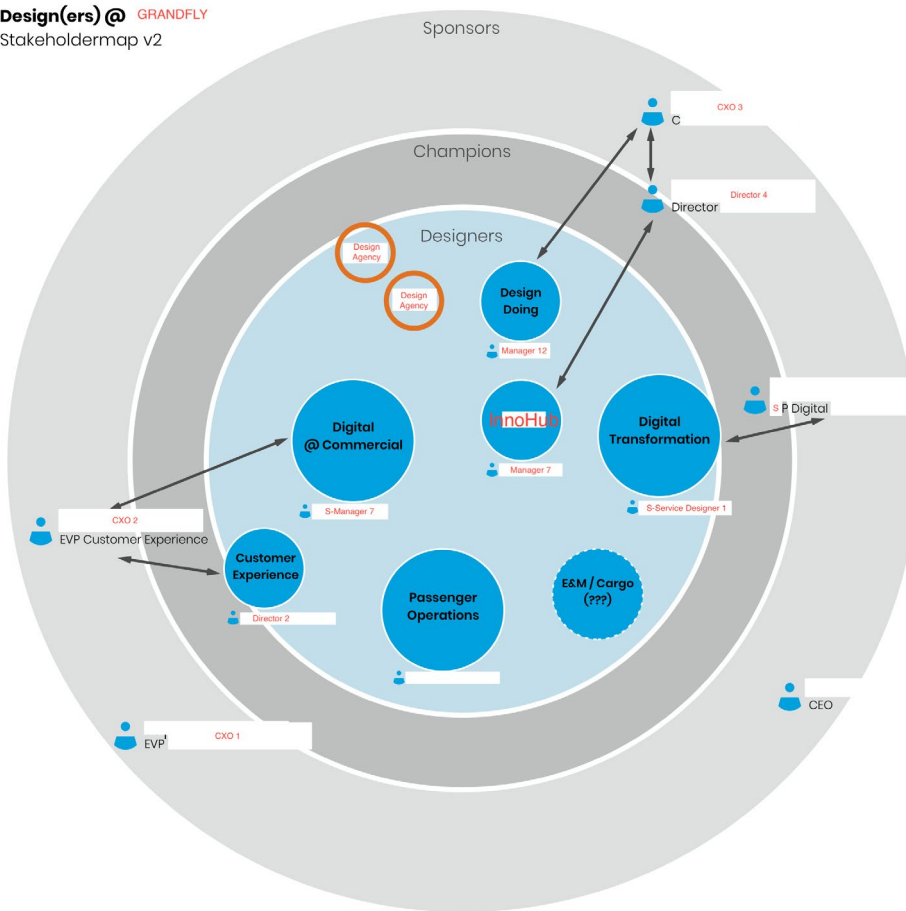 Design(ers) @ GRANDFLY
Stakeholdermap v2
Sponsors
CXO 3
C
Champions
Director 4
Director
Designers
Design
Agency
Design
Agency
Design
Doing
Manager 12
S P Digital
InnoHub
Digital
@ Commercial
Digital
Transformation
Manager 7
S-Manager 7
S-Service Designer 1
CXO 2
EVP Customer Experience
Customer
Experience
Director 2
Passenger
Operations
E&M / Cargo
(???)
CEO
CXO 1
EVP